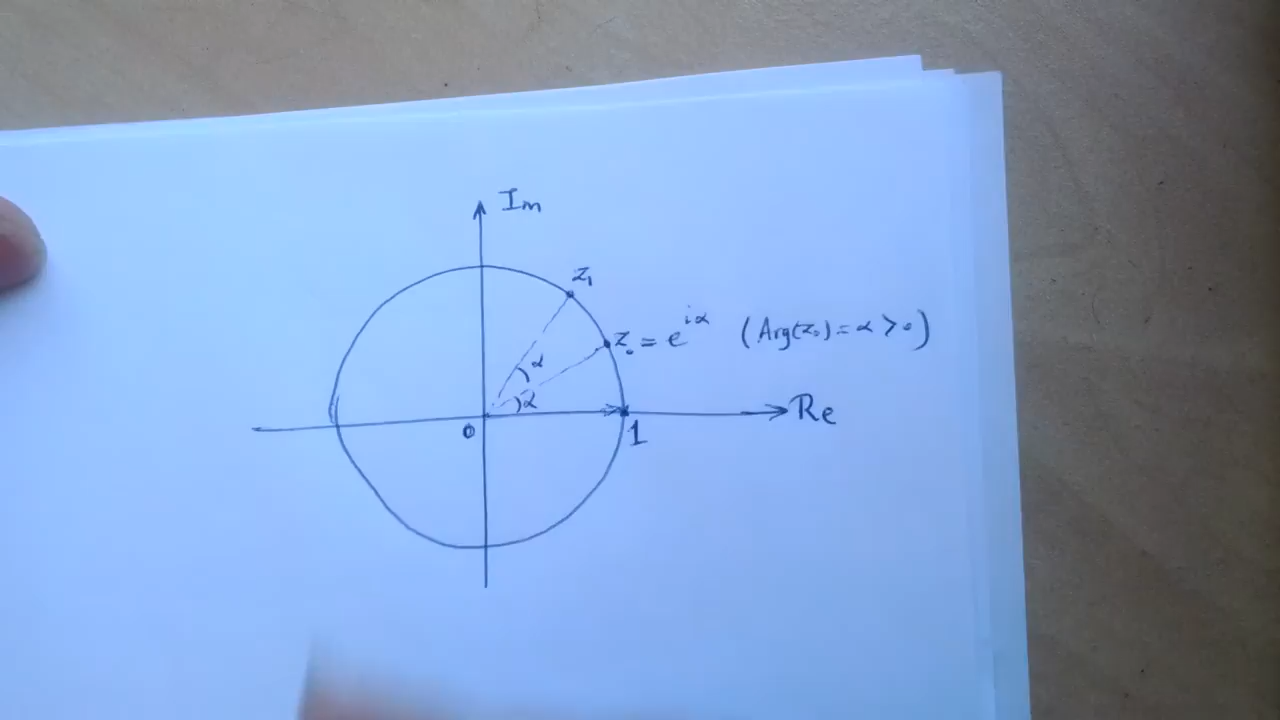 Im
z₁
z₀ = e^{iα} (Arg(z₀) = α > 0)
α
α
Re
0
1